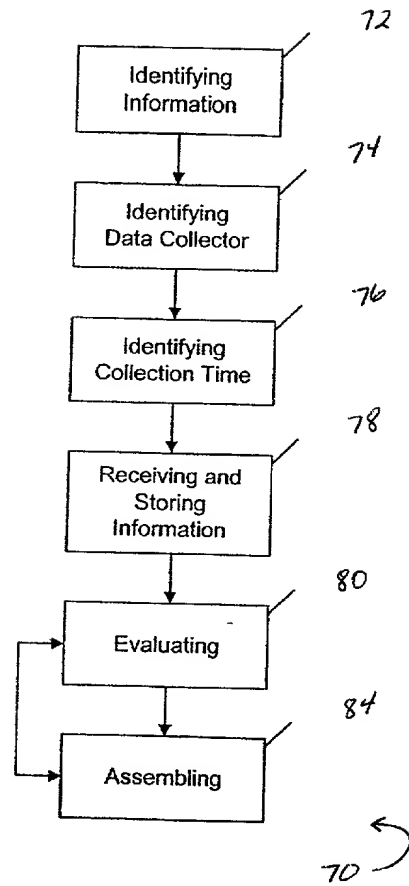 72
Identifying
Information
74
Identifying
Data Collector
76
Identifying
Collection Time
78
Receiving and
Storing
Information
80
Evaluating
84
Assembling
70